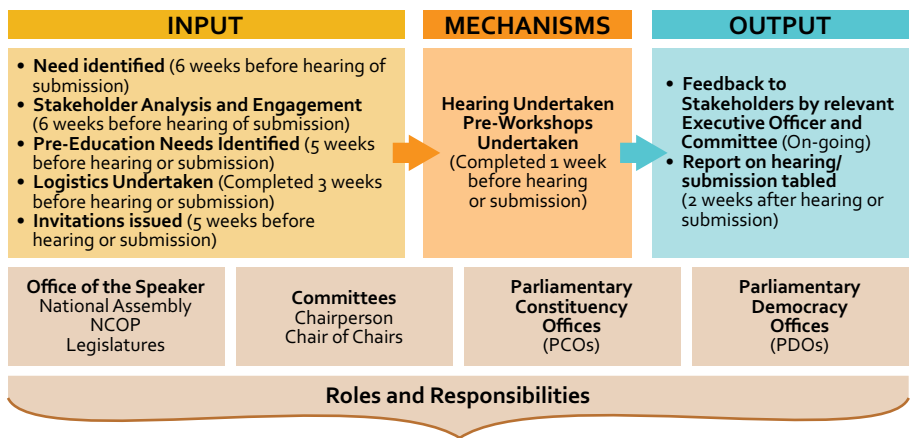 INPUT
• Need identified (6 weeks before hearing of
submission)
• Stakeholder Analysis and Engagement
(6 weeks before hearing of submission)
• Pre-Education Needs Identified (5 weeks
before hearing or submission)
• Logistics Undertaken (Completed 3 weeks
before hearing or submission)
• Invitations issued (5 weeks before
hearing or submission)
MECHANISMS
Hearing Undertaken
Pre-Workshops
Undertaken
(Completed 1 week
before hearing
or submission)
OUTPUT
• Feedback to
Stakeholders by relevant
Executive Officer and
Committee (On-going)
• Report on hearing/
submission tabled
(2 weeks after hearing or
submission)
Office of the Speaker
National Assembly
NCOP
Legislatures
Committees
Chairperson
Chair of Chairs
Parliamentary
Constituency
Offices
(PCOs)
Parliamentary
Democracy
Offices
(PDOs)
Roles and Responsibilities